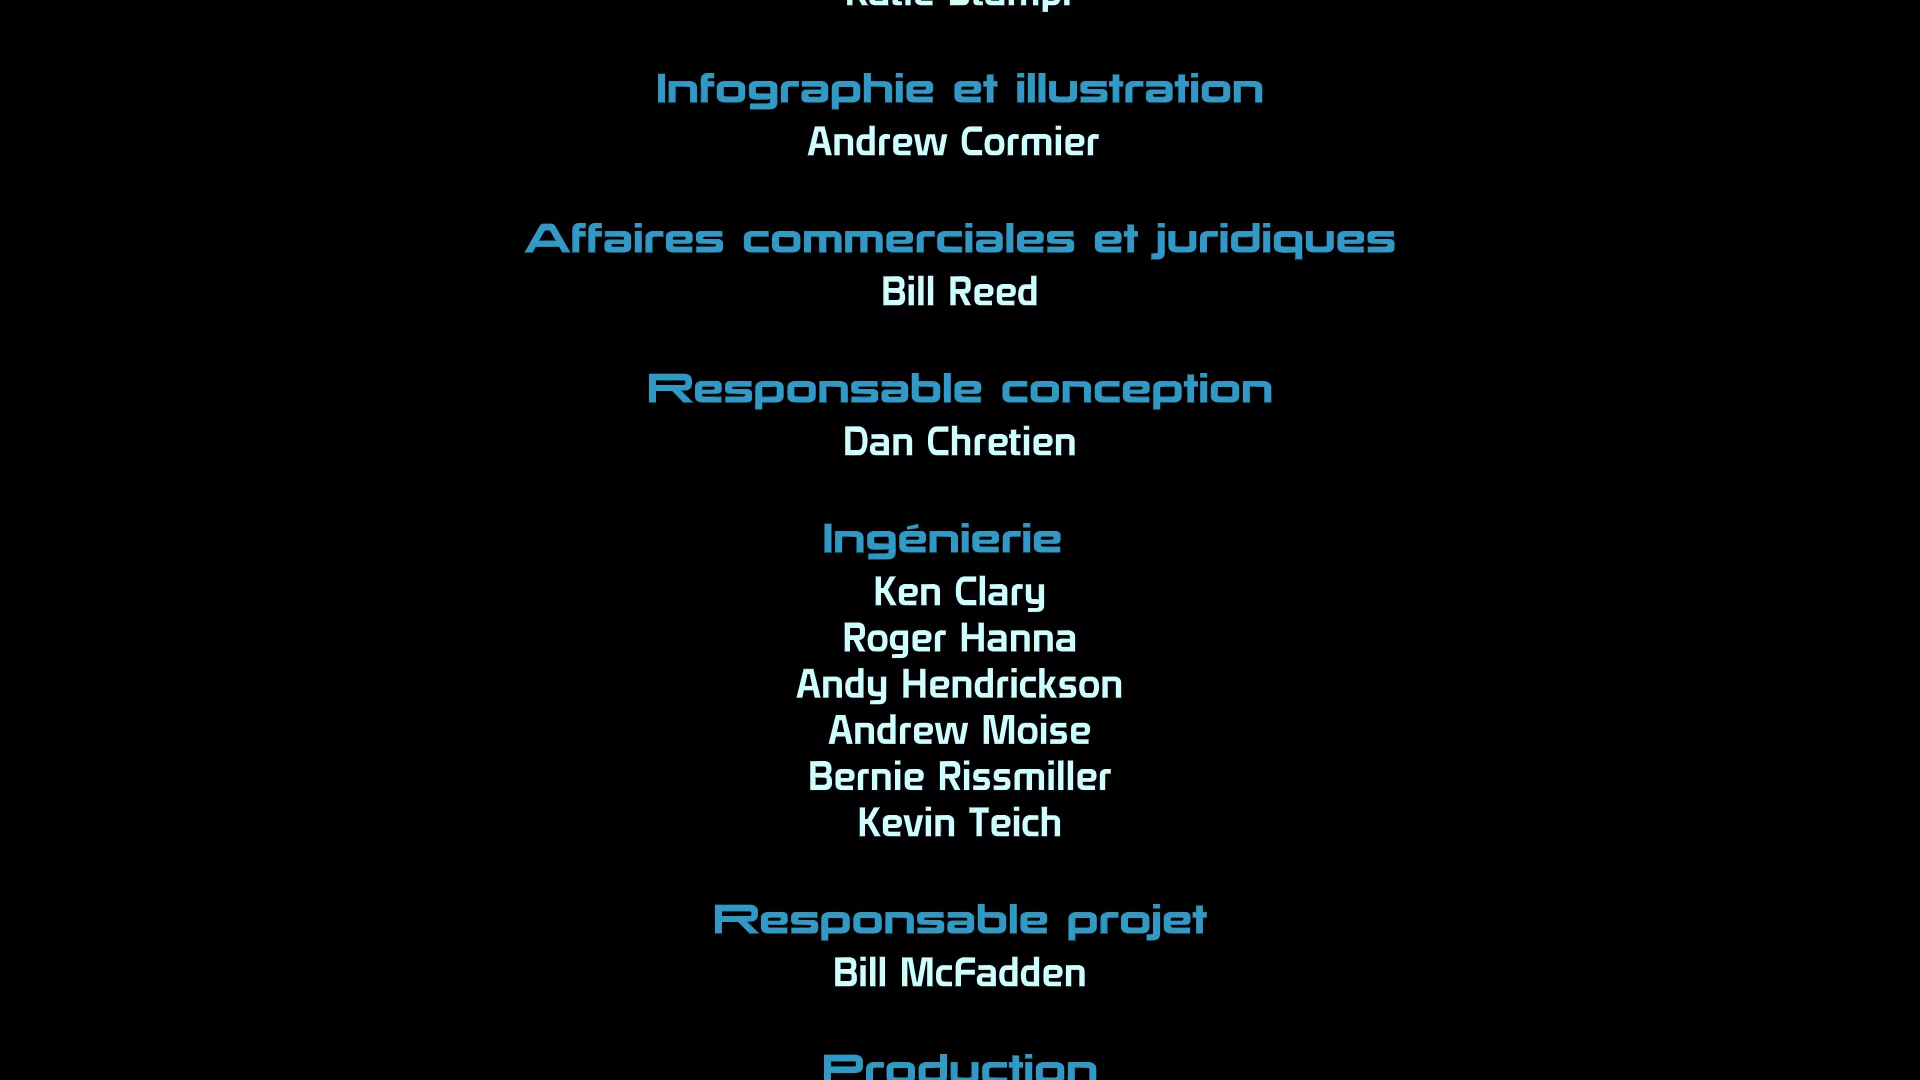 Infographie et illustration
Andrew Cormier
Affaires commerciales et juridiques
Bill Reed
Responsable conception
Dan Chretien
Ingénierie
Ken Clary
Roger Hanna
Andy Hendrickson
Andrew Moise
Bernie Rissmiller
Kevin Teich
Responsable projet
Bill McFadden
Production